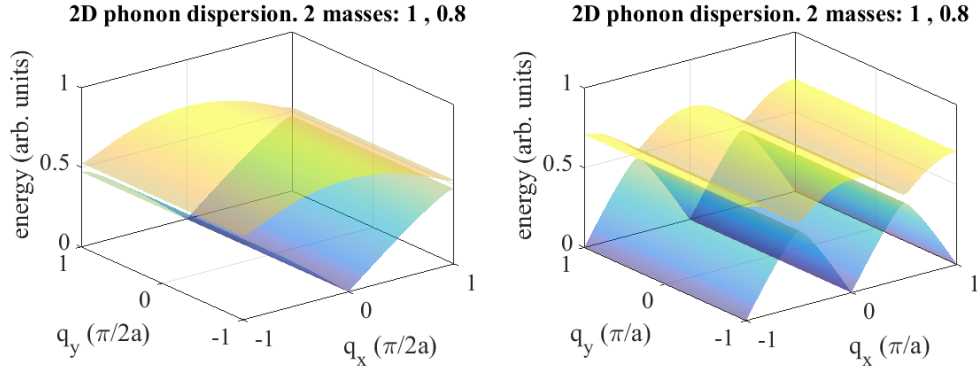 2D phonon dispersion. 2 masses: 1 , 0.8
energy (arb. units)
1
0.5
0
1
0
-1
q_y (π/2a)
-1
0
1
q_x (π/2a)
2D phonon dispersion. 2 masses: 1 , 0.8
energy (arb. units)
1
0.5
0
1
0
-1
q_y (π/a)
-1
0
1
q_x (π/a)